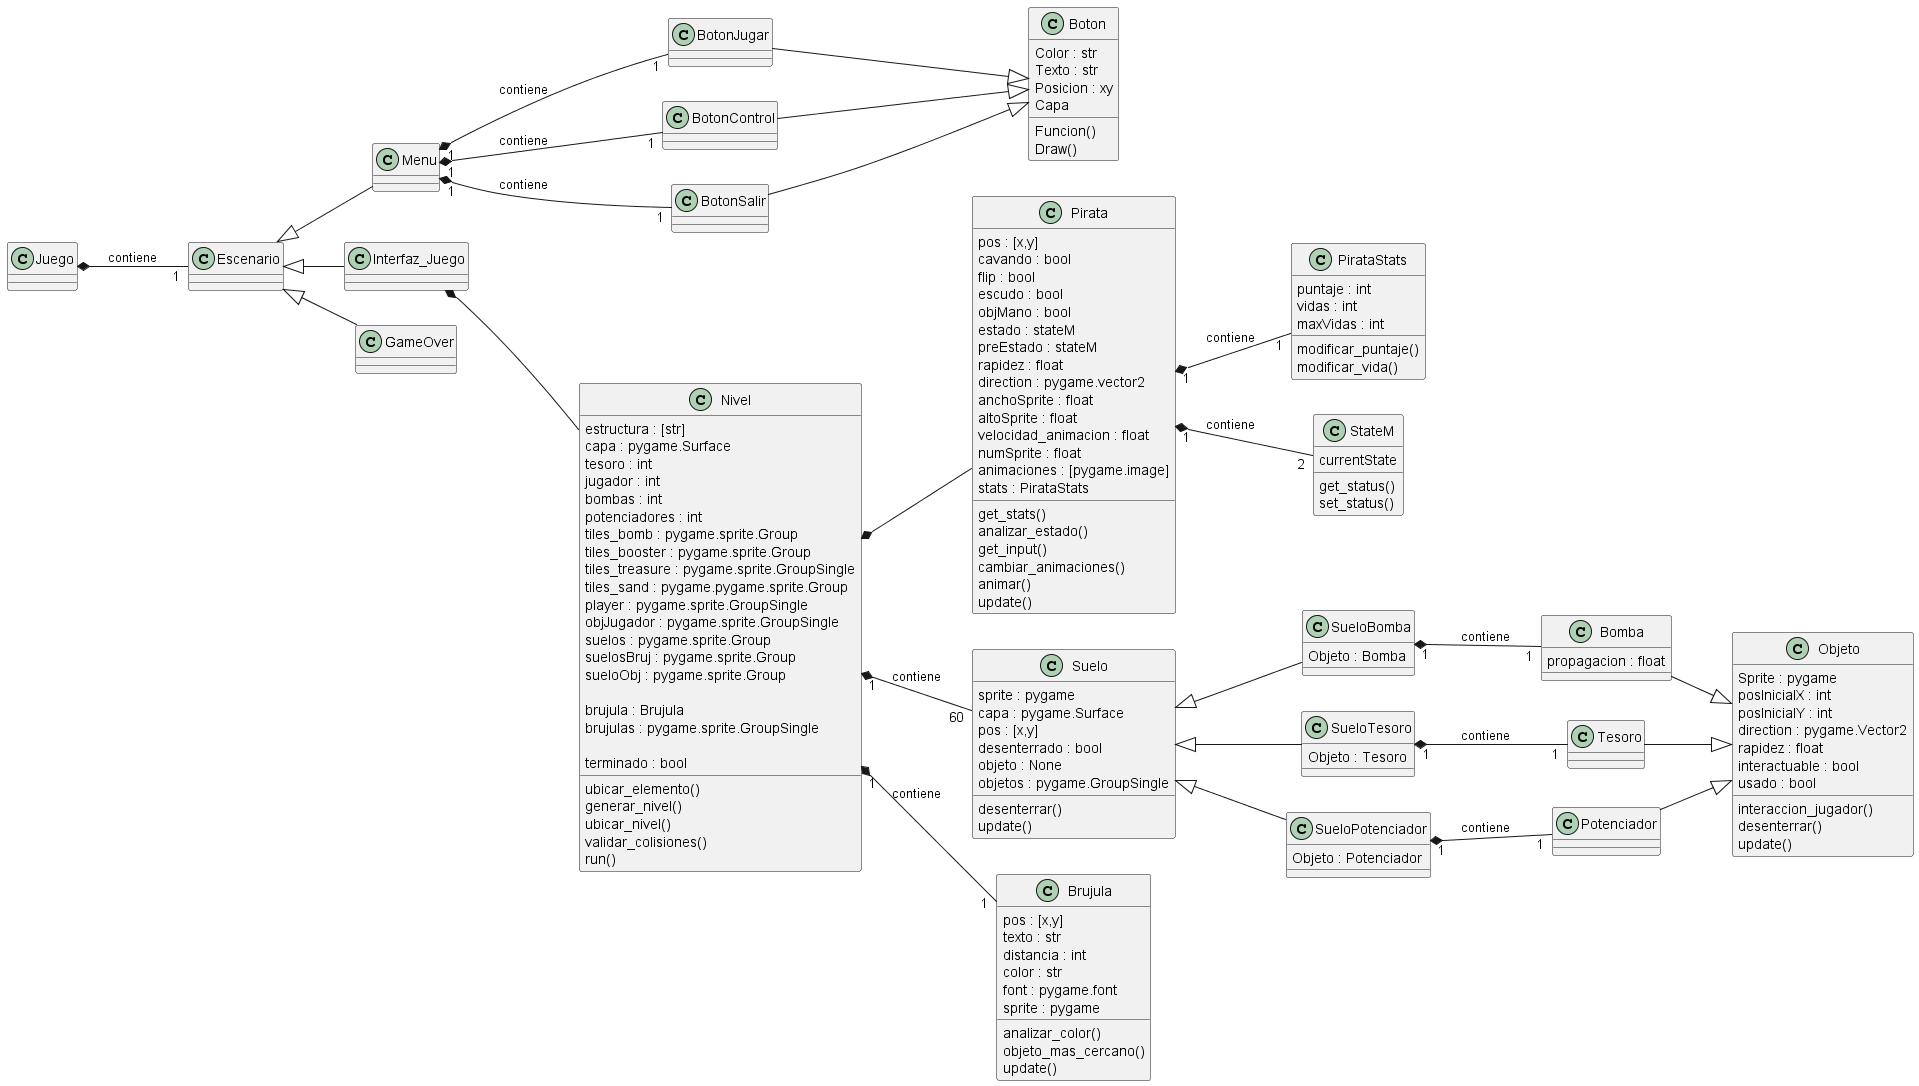 C Juego
contiene
1
C Escenario
C Menu
1
1
1
contiene
1
contiene
1
contiene
1
C BotonJugar
C BotonControl
C BotonSalir
C Boton
Color : str
Texto : str
Posicion : xy
Capa
Funcion()
Draw()
C Interfaz_Juego
C GameOver
C Nivel
estructura : [str]
capa : pygame.Surface
tesoro : int
jugador : int
bombas : int
potenciadores : int
tiles_bomb : pygame.sprite.Group
tiles_booster : pygame.sprite.Group
tiles_treasure : pygame.sprite.GroupSingle
tiles_sand : pygame.pygame.sprite.Group
player : pygame.sprite.GroupSingle
objJugador : pygame.sprite.GroupSingle
suelos : pygame.sprite.Group
suelosBruj : pygame.sprite.Group
sueloObj : pygame.sprite.Group
brujula : Brujula
brujulas : pygame.sprite.GroupSingle
terminado : bool
ubicar_elemento()
generar_nivel()
ubicar_nivel()
validar_colisiones()
run()
1
contiene
60
1
contiene
1
C Pirata
pos : [x,y]
cavando : bool
flip : bool
escudo : bool
objMano : bool
estado : stateM
preEstado : stateM
rapidez : float
direction : pygame.vector2
anchoSprite : float
altoSprite : float
velocidad_animacion : float
numSprite : float
animaciones : [pygame.image]
stats : PirataStats
get_stats()
analizar_estado()
get_input()
cambiar_animaciones()
animar()
update()
1
contiene
1
1
contiene
2
C PirataStats
puntaje : int
vidas : int
maxVidas : int
modificar_puntaje()
modificar_vida()
C StateM
currentState
get_status()
set_status()
C Suelo
sprite : pygame
capa : pygame.Surface
pos : [x,y]
desenterrado : bool
objeto : None
objetos : pygame.GroupSingle
desenterrar()
update()
C Brujula
pos : [x,y]
texto : str
distancia : int
color : str
font : pygame.font
sprite : pygame
analizar_color()
objeto_mas_cercano()
update()
C SueloBomba
Objeto : Bomba
1
contiene
1
C SueloTesoro
Objeto : Tesoro
1
contiene
1
C SueloPotenciador
Objeto : Potenciador
1
contiene
1
C Bomba
propagacion : float
C Tesoro
C Potenciador
C Objeto
Sprite : pygame
posInicialX : int
posInicialY : int
direction : pygame.Vector2
rapidez : float
interactuable : bool
usado : bool
interaccion_jugador()
desenterrar()
update()